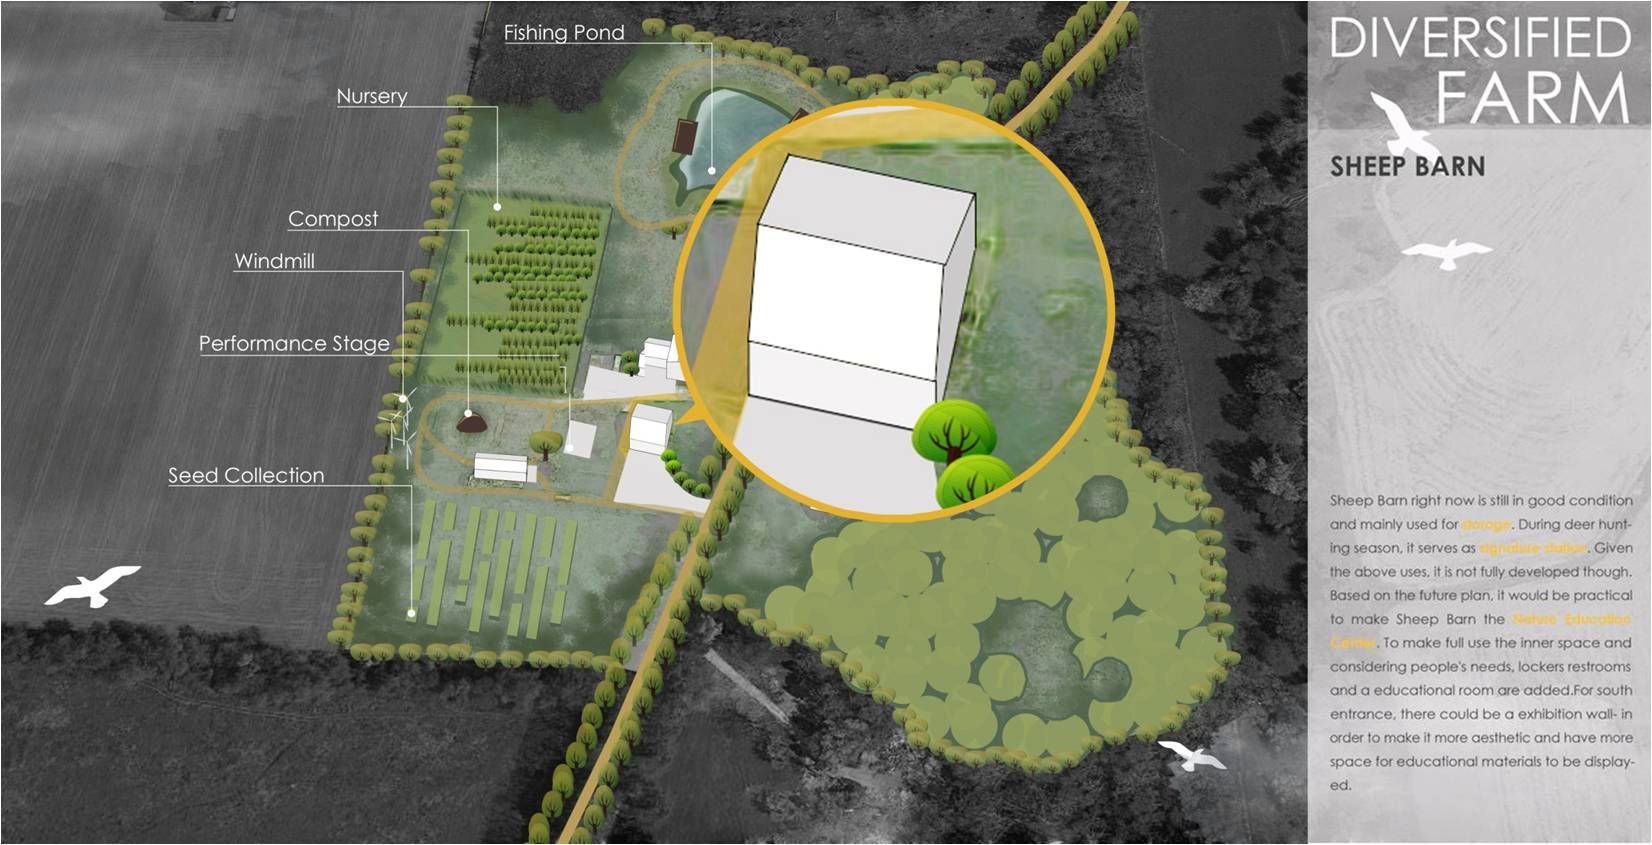 Fishing Pond
Nursery
Compost
Windmill
Performance Stage
Seed Collection
DIVERSIFIED
FARM
SHEEP BARN
Sheep Barn right now is still in good condition
and mainly used for storage. During deer hunt-
ing season, it serves as signature station. Given
the above uses, it is not fully developed though.
Based on the future plan, it would be practical
to make Sheep Barn the Nature Education
Center. To make full use the inner space and
considering people's needs, lockers restrooms
and a educational room are added.For south
entrance, there could be a exhibition wall- in
order to make it more aesthetic and have more
space for educational materials to be display-
ed.